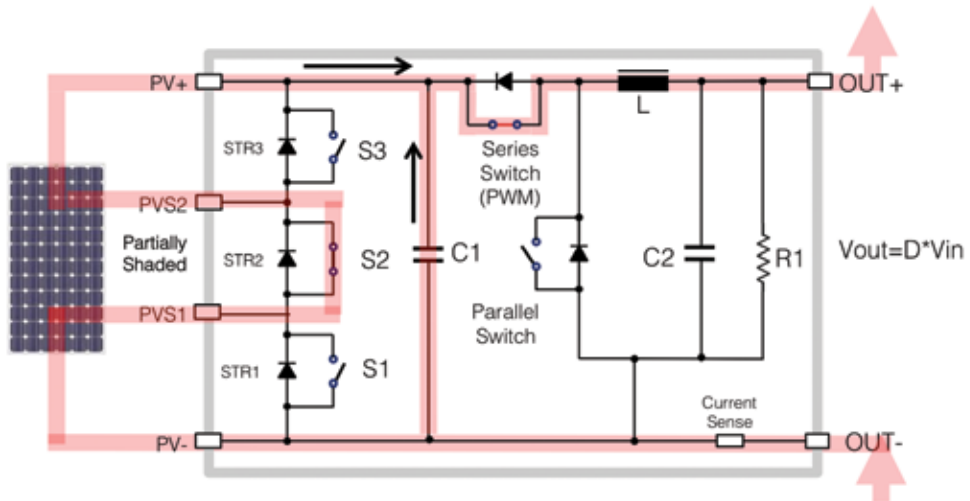 PV+
OUT+
L
STR3
S3
Series
Switch
(PWM)
PVS2
Partially
Shaded
STR2
S2
C1
C2
R1
Vout=D*Vin
PVS1
Parallel
Switch
STR1
S1
Current
Sense
PV-
OUT-